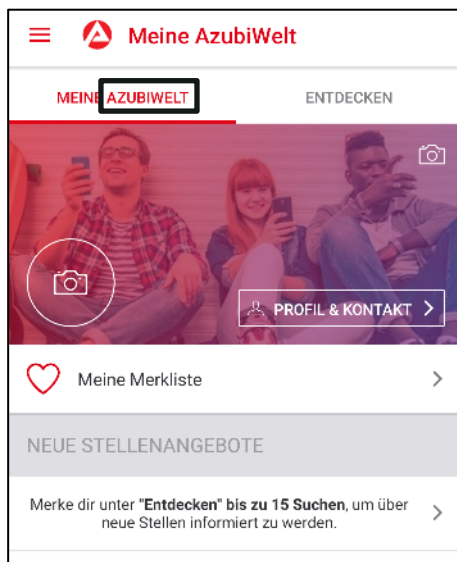 Meine AzubiWelt
MEINE AZUBIWELT
ENTDECKEN
PROFIL & KONTAKT
Meine Merkliste
NEUE STELLENANGEBOTE
Merke dir unter "Entdecken" bis zu 15 Suchen, um über
neue Stellen informiert zu werden.